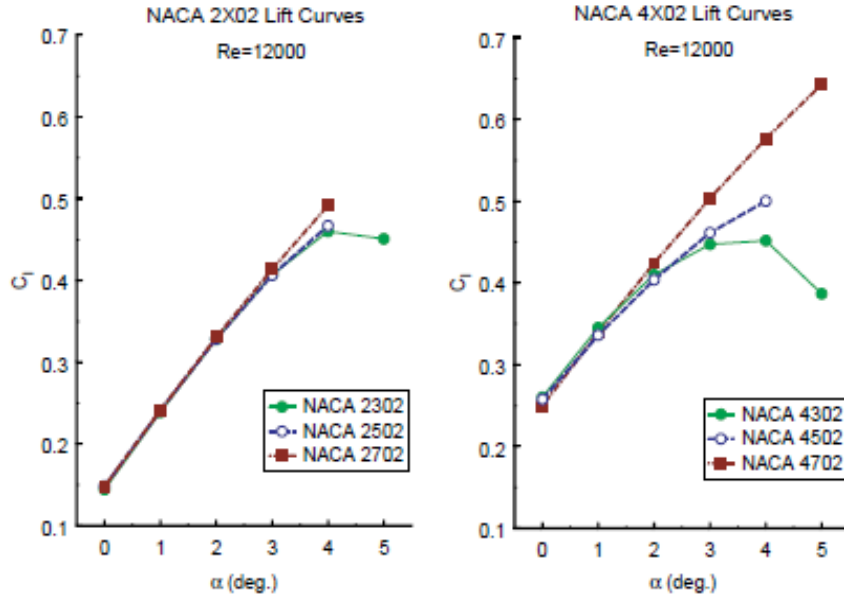 NACA 2X02 Lift Curves
Re=12000
0.7
0.6
0.5
0.4
0.3
0.2
0.1
Cl
0 1 2 3 4 5
α (deg.)
NACA 2302
NACA 2502
NACA 2702
NACA 4X02 Lift Curves
Re=12000
0.7
0.6
0.5
0.4
0.3
0.2
0.1
Cl
0 1 2 3 4 5
α (deg.)
NACA 4302
NACA 4502
NACA 4702